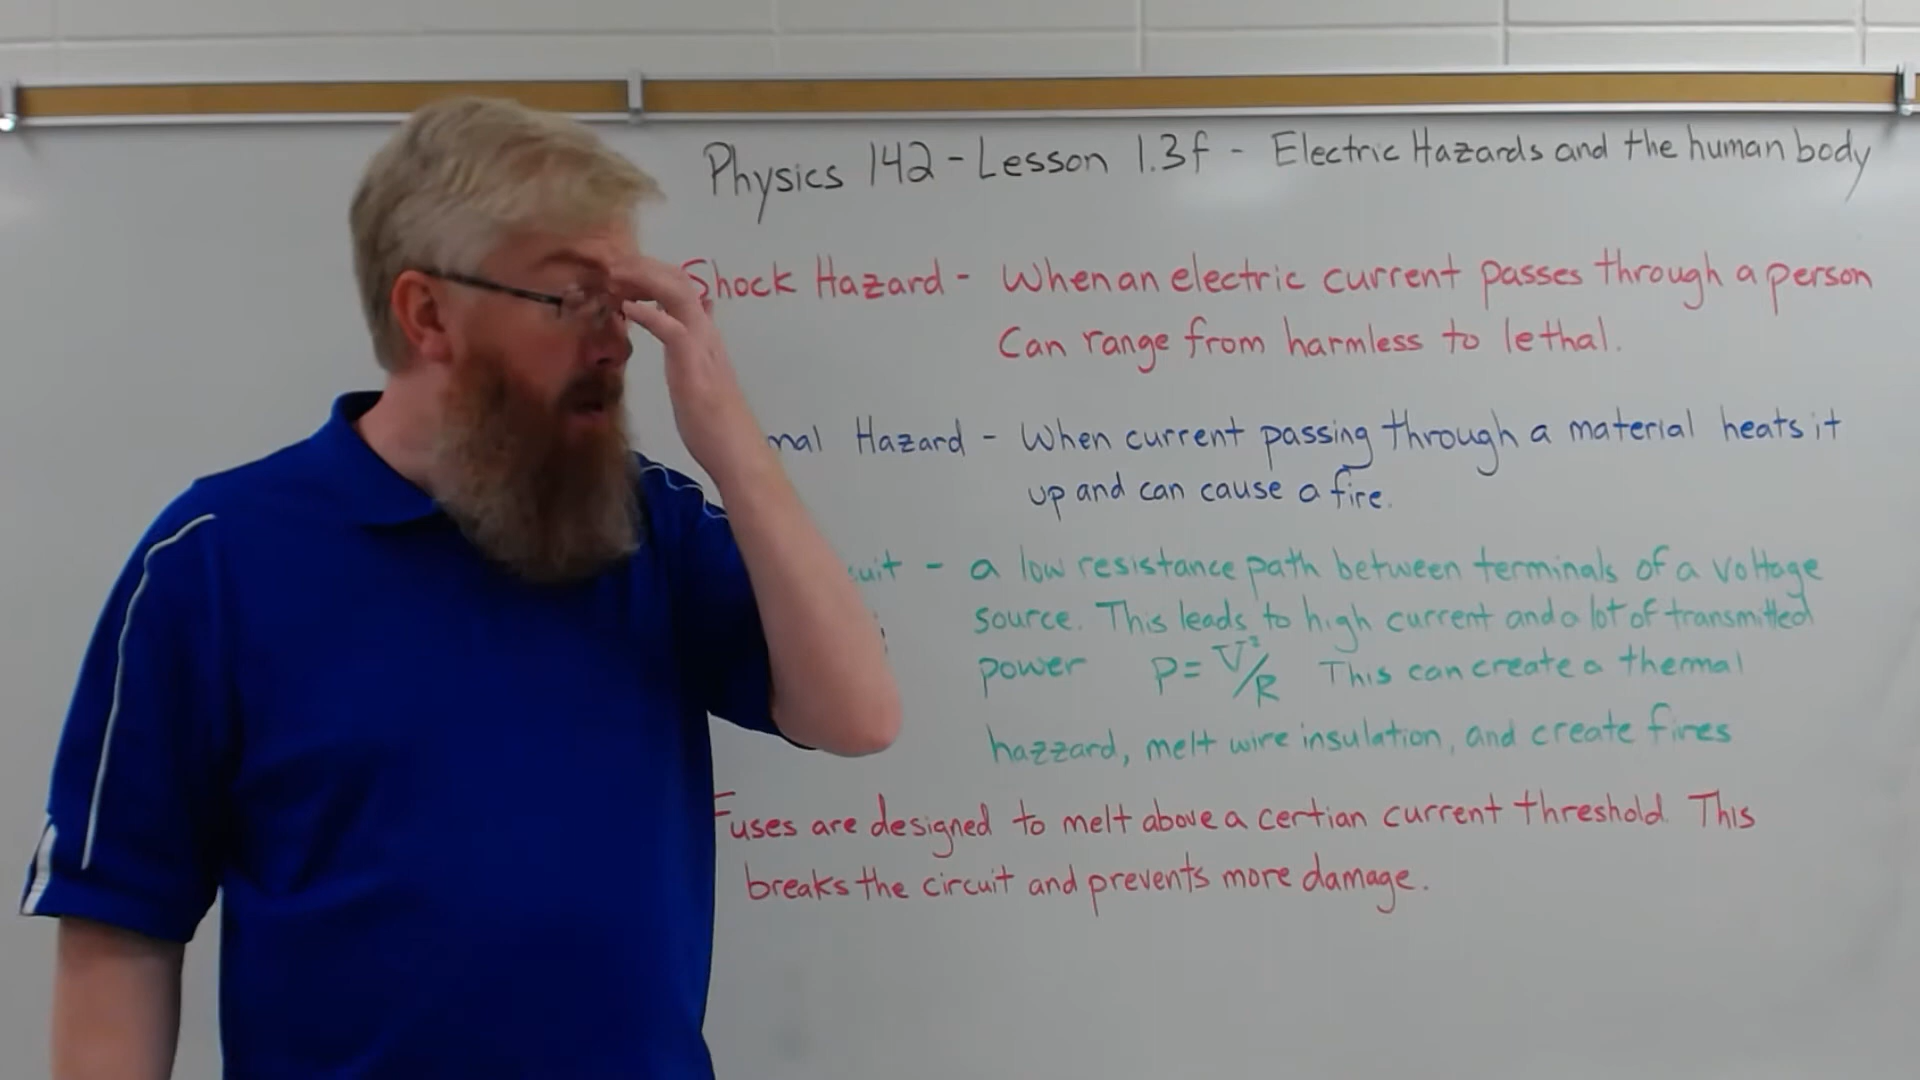 Physics 142 - Lesson 1.3f - Electric Hazards and the human body
Shock Hazard - When an electric current passes through a person
Can range from harmless to lethal.
Hazard - When current passing through a material heats it
up and can cause a fire.
- a low resistance path between terminals of a voltage
source. This leads to high current and a lot of transmitted
power P = V²/R This can create a thermal
hazzard, melt wire insulation, and create fires
Fuses are designed to melt above a certian current threshold. This
breaks the circuit and prevents more damage.